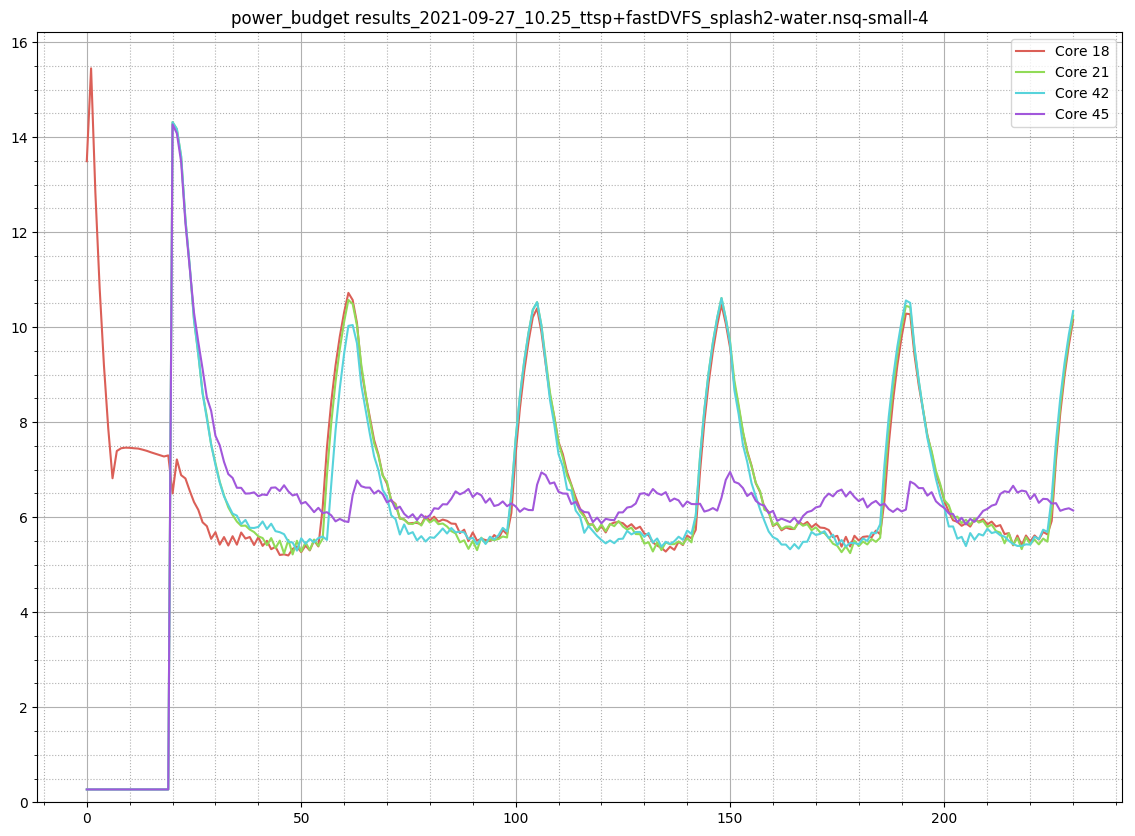 power_budget results_2021-09-27_10.25_ttsp+fastDVFS_splash2-water.nsq-small-4
16
14
12
10
8
6
4
2
0
Core 18
Core 21
Core 42
Core 45
0 50 100 150 200